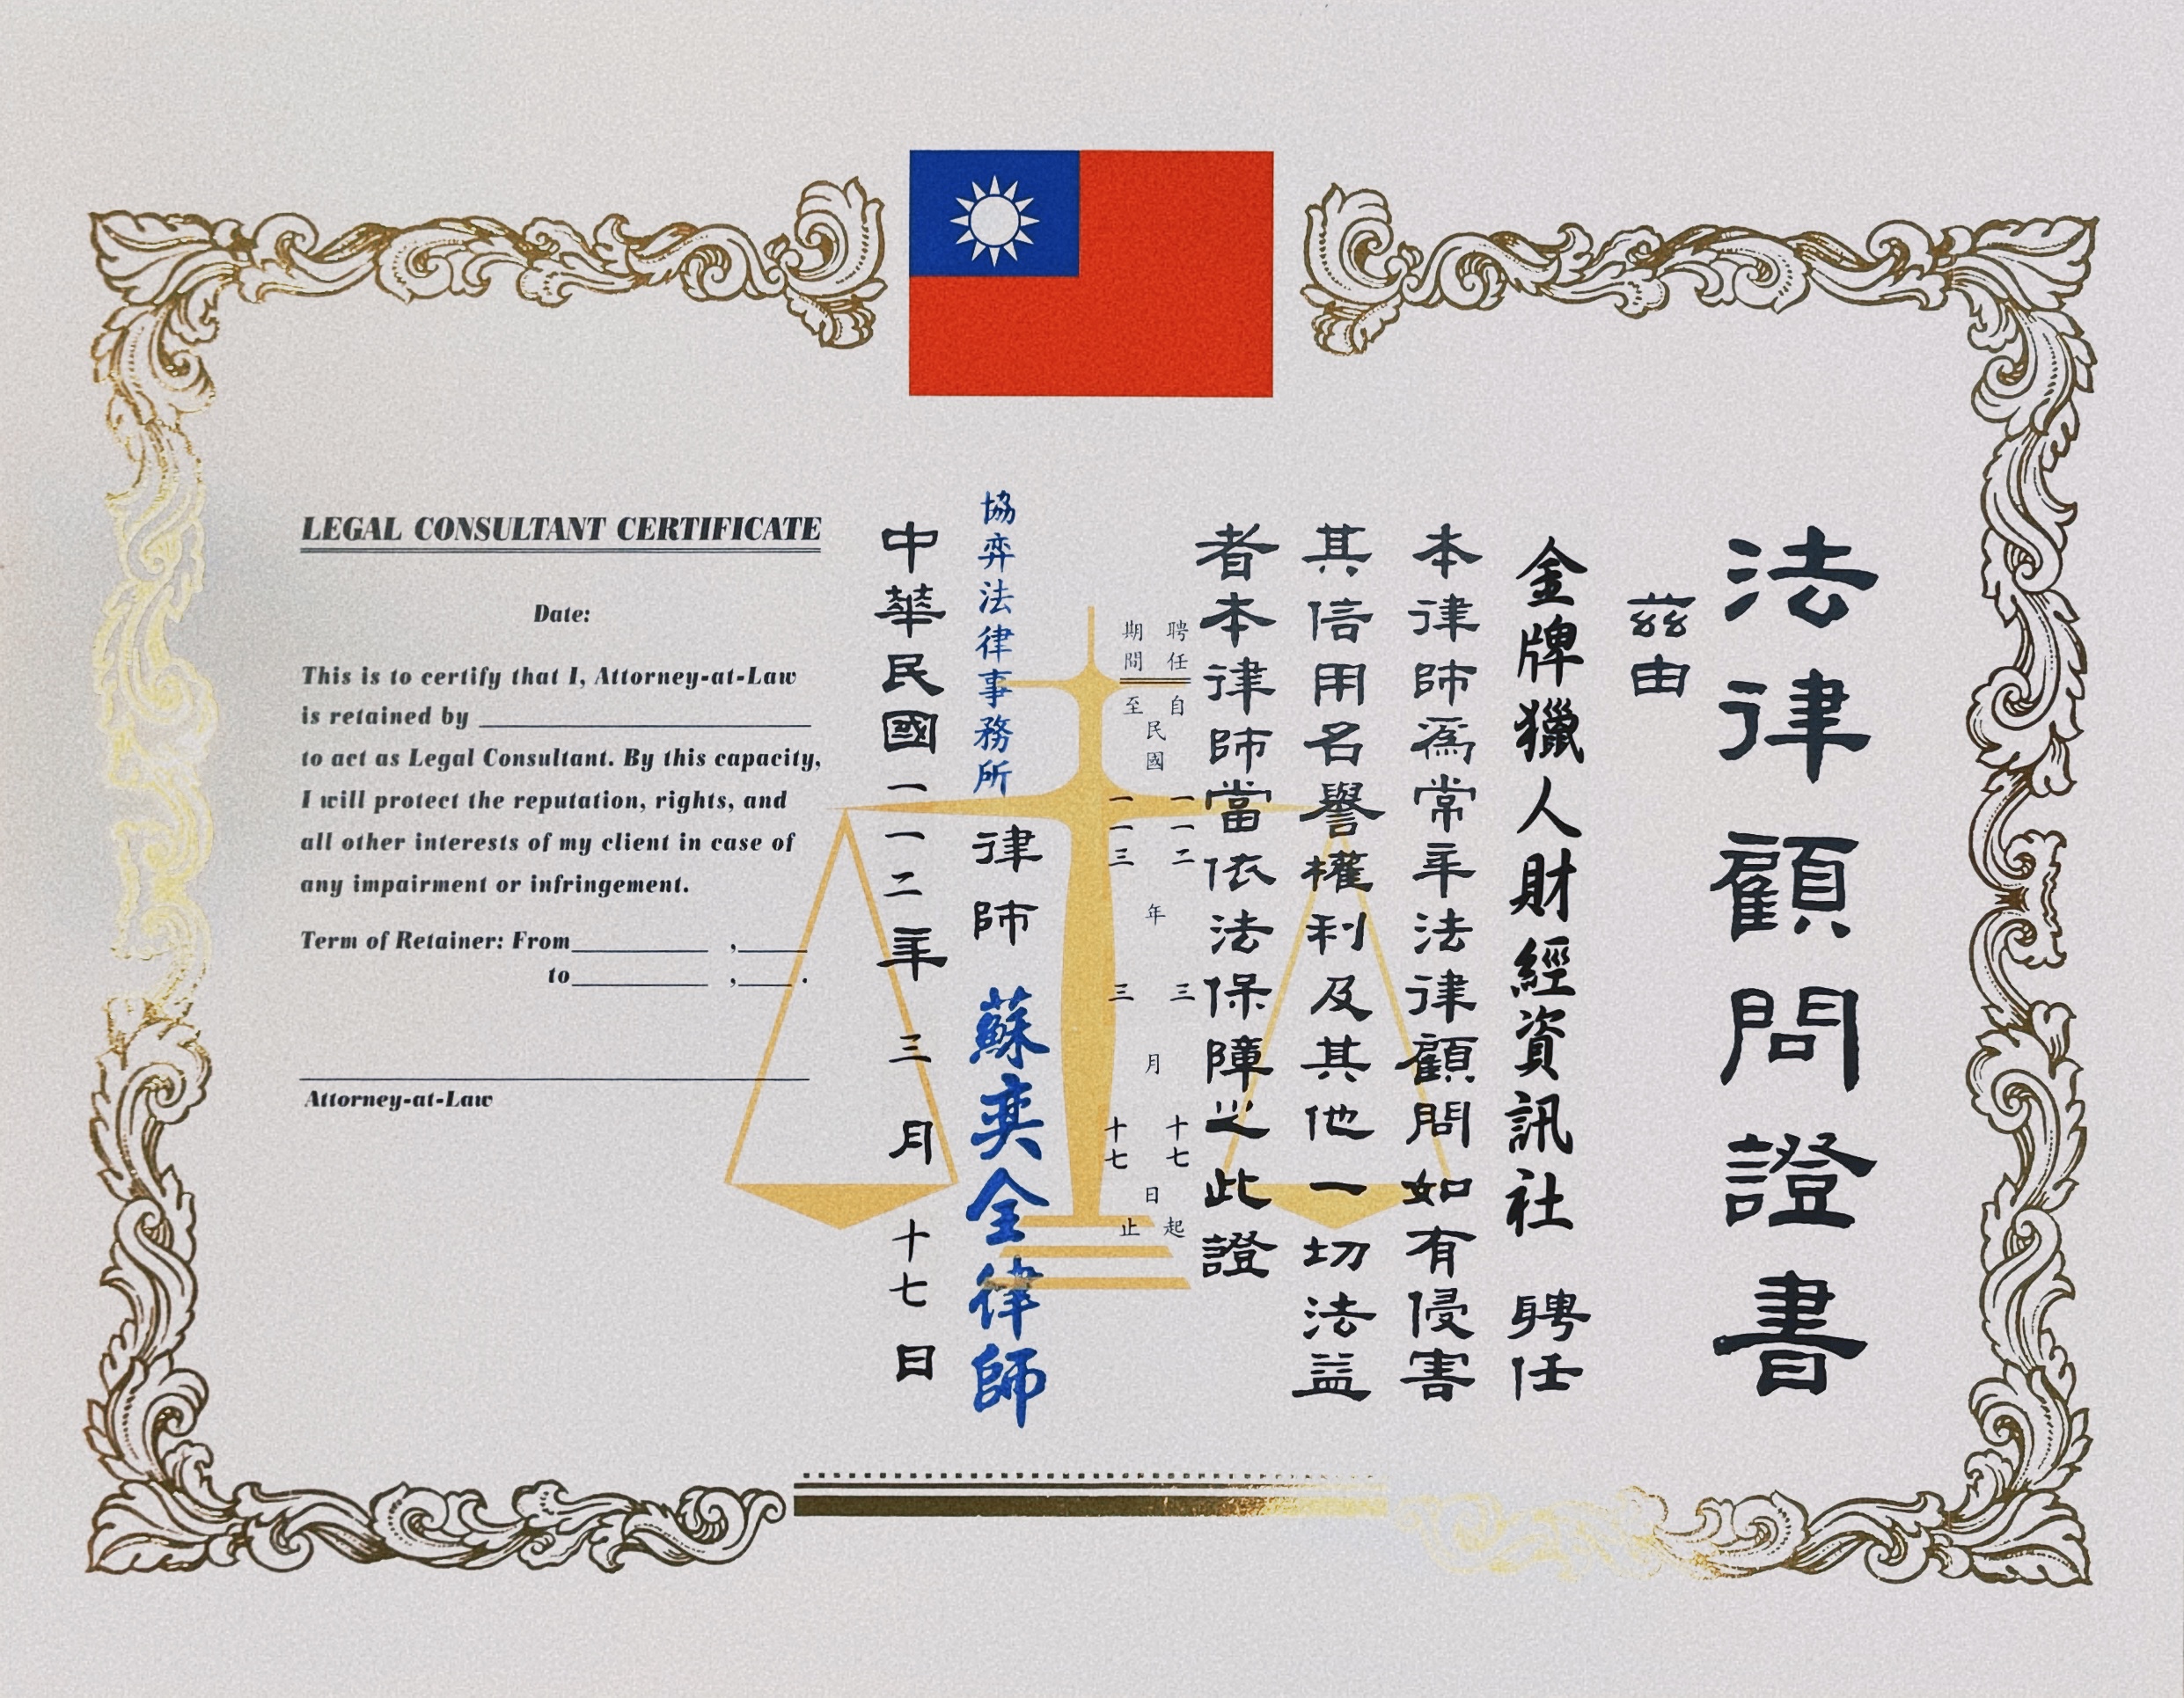 法律顧問證書
茲由
金牌獵人財經資訊社 聘任
本律師為常年法律顧問如有侵害
其信用名譽權利及其他一切法益
者本律師當依法保障之此證
聘任期間 自民國一一二年三月十七日起
至民國一一三年三月十七日止
協弈法律事務所 律師 蘇奕全律師
中華民國一一二年三月十七日
LEGAL CONSULTANT CERTIFICATE
Date:
This is to certify that I, Attorney-at-Law
is retained by
to act as Legal Consultant. By this capacity,
I will protect the reputation, rights, and
all other interests of my client in case of
any impairment or infringement.
Term of Retainer: From , 
to , .
Attorney-at-Law